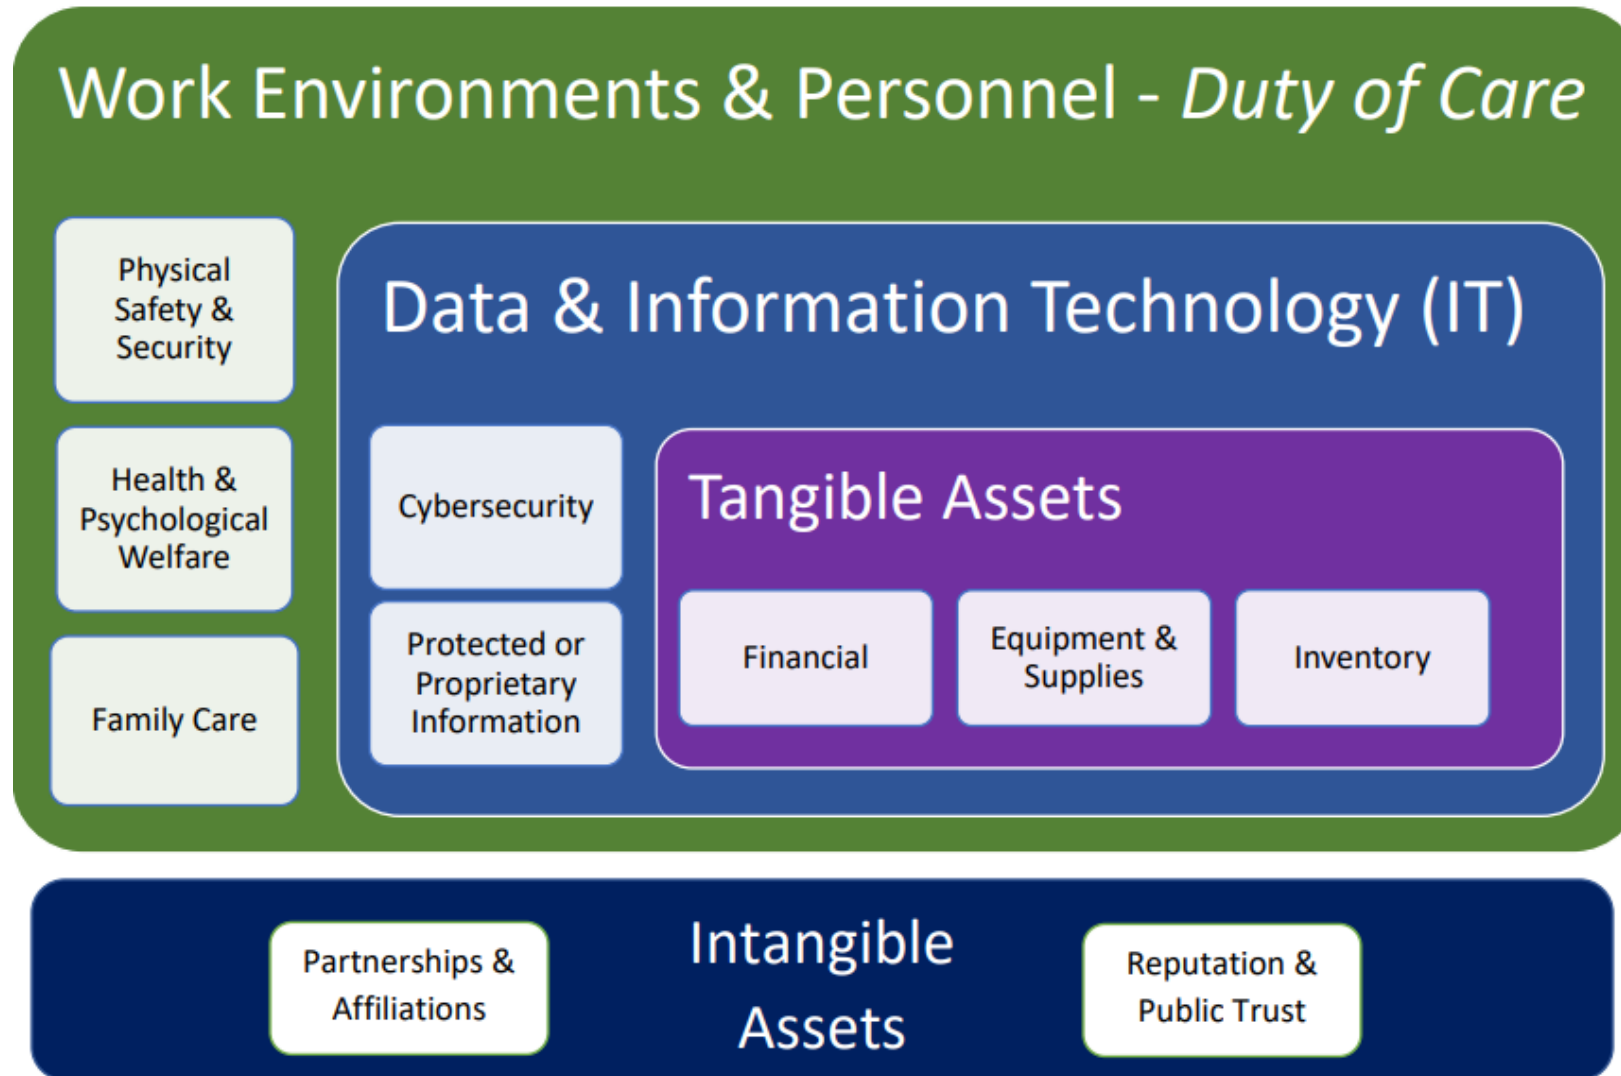 Work Environments & Personnel - Duty of Care
Physical
Safety &
Security
Health &
Psychological
Welfare
Family Care
Data & Information Technology (IT)
Cybersecurity
Protected or
Proprietary
Information
Tangible Assets
Financial
Equipment &
Supplies
Inventory
Partnerships &
Affiliations
Intangible
Assets
Reputation &
Public Trust